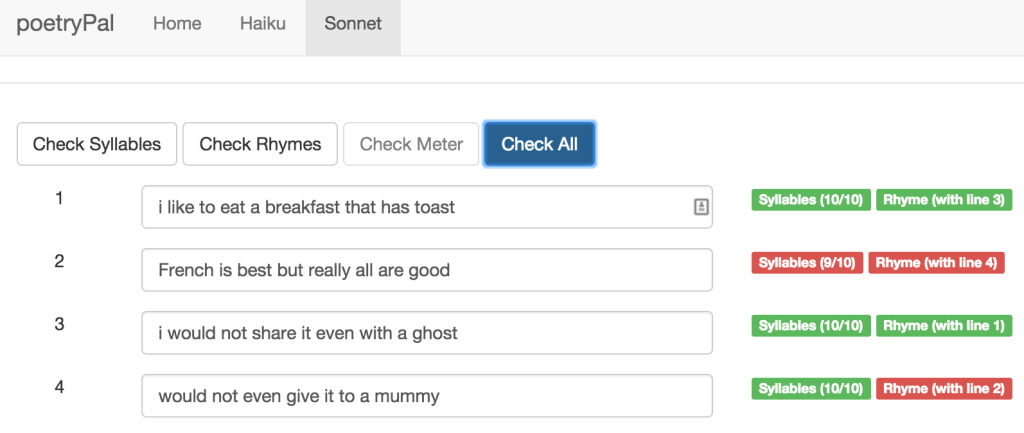 poetryPal Home Haiku Sonnet
Check Syllables Check Rhymes Check Meter Check All
1 i like to eat a breakfast that has toast Syllables (10/10) Rhyme (with line 3)
2 French is best but really all are good Syllables (9/10) Rhyme (with line 4)
3 i would not share it even with a ghost Syllables (10/10) Rhyme (with line 1)
4 would not even give it to a mummy Syllables (10/10) Rhyme (with line 2)